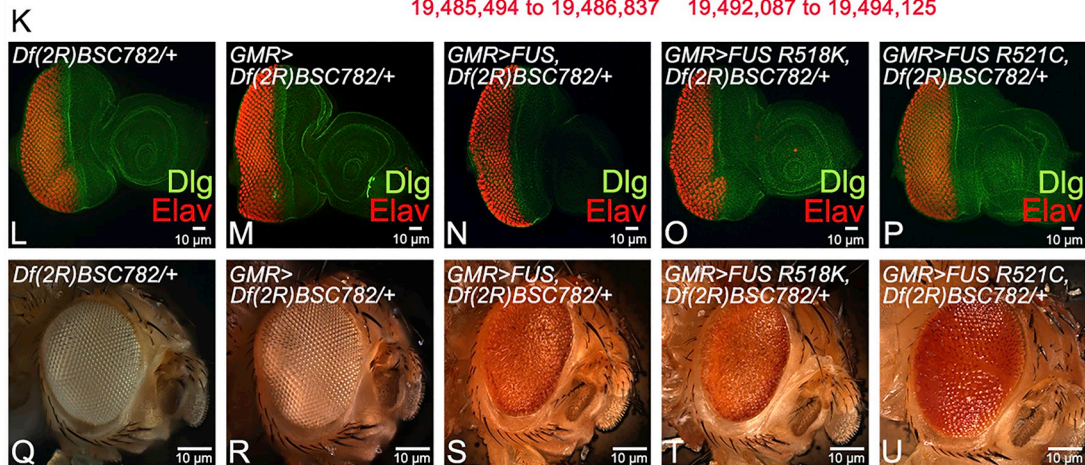 19,485,494 to 19,486,837 19,492,087 to 19,494,125
K
Df(2R)BSC782/+
Dlg
Elav
L
10 µm
GMR>
Df(2R)BSC782/+
Dlg
Elav
M
10 µm
GMR>FUS,
Df(2R)BSC782/+
Dlg
Elav
N
10 µm
GMR>FUS R518K,
Df(2R)BSC782/+
Dlg
Elav
O
10 µm
GMR>FUS R521C,
Df(2R)BSC782/+
Dlg
Elav
P
10 µm
Df(2R)BSC782/+
Q
10 µm
GMR>
Df(2R)BSC782/+
R
10 µm
GMR>FUS,
Df(2R)BSC782/+
S
10 µm
GMR>FUS R518K,
Df(2R)BSC782/+
T
10 µm
GMR>FUS R521C,
Df(2R)BSC782/+
U
10 µm